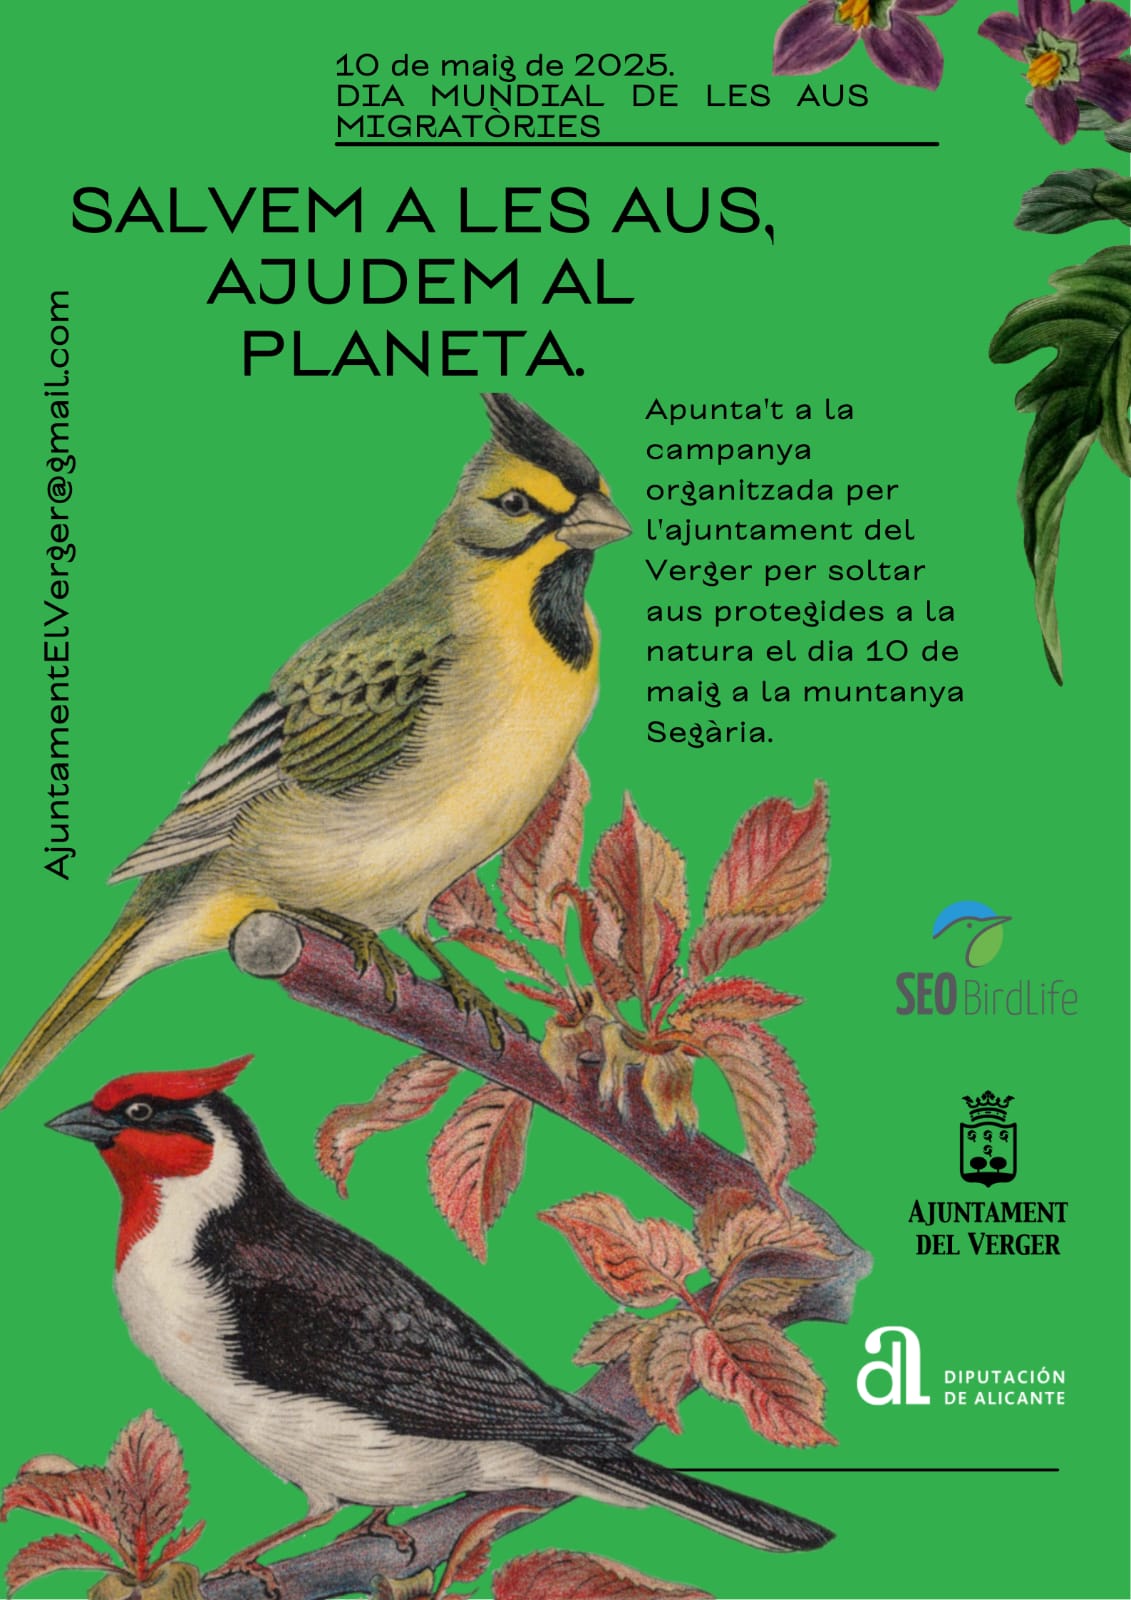 10 de maig de 2025.
DIA MUNDIAL DE LES AUS
MIGRATÒRIES
SALVEM A LES AUS,
AJUDEM AL
PLANETA.
AjuntamentElVerger@gmail.com
Apunta't a la
campanya
organitzada per
l'ajuntament del
Verger per soltar
aus protegides a la
natura el dia 10 de
maig a la muntanya
Segària.
SEO BirdLife
AJUNTAMENT
DEL VERGER
DIPUTACIÓN
DE ALICANTE